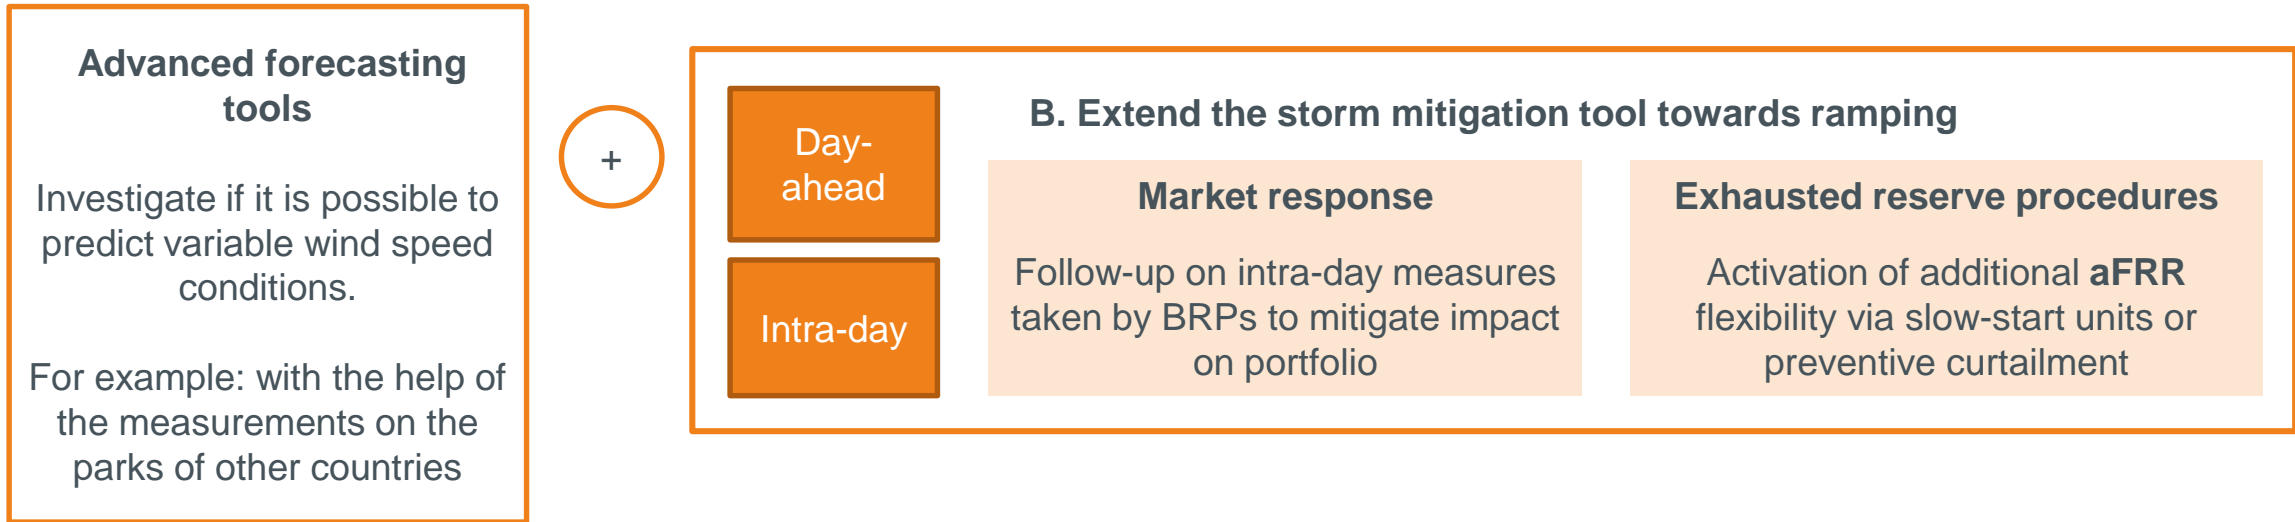 Advanced forecasting
tools
Investigate if it is possible to
predict variable wind speed
conditions.
For example: with the help of
the measurements on the
parks of other countries
+
Day-
ahead
Intra-day
B. Extend the storm mitigation tool towards ramping
Market response
Follow-up on intra-day measures
taken by BRPs to mitigate impact
on portfolio
Exhausted reserve procedures
Activation of additional aFRR
flexibility via slow-start units or
preventive curtailment